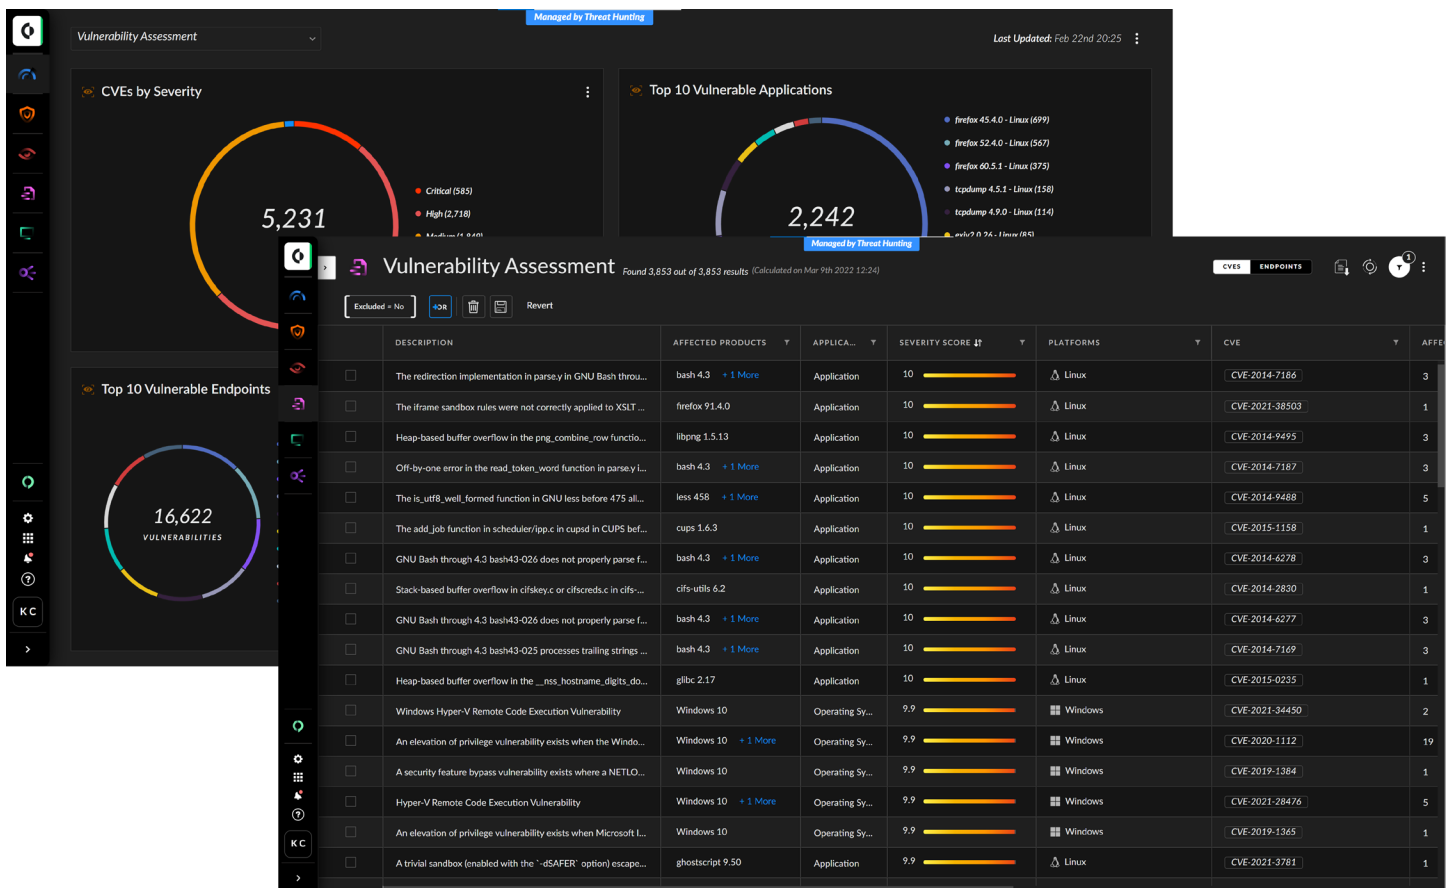 Managed by Threat Hunting
Vulnerability Assessment
Last Updated: Feb 22nd 20:25
CVEs by Severity
5,231
Critical (585)
High (2,718)
Medium (1,849)
Top 10 Vulnerable Applications
2,242
firefox 45.4.0 - Linux (699)
firefox 52.4.0 - Linux (567)
firefox 60.5.1 - Linux (375)
tcpdump 4.5.1 - Linux (158)
tcpdump 4.9.0 - Linux (114)
exiv2 0.26 - Linux (85)
Top 10 Vulnerable Endpoints
16,622
VULNERABILITIES
K C
Managed by Threat Hunting
Vulnerability Assessment Found 3,853 out of 3,853 results (Calculated on Mar 9th 2022 12:24)
CVES ENDPOINTS
1
Excluded = No +OR Revert
DESCRIPTION AFFECTED PRODUCTS APPLICA... SEVERITY SCORE PLATFORMS CVE AFFE
The redirection implementation in parse.y in GNU Bash throu... bash 4.3 + 1 More Application 10 Linux CVE-2014-7186 3
The iframe sandbox rules were not correctly applied to XSLT ... firefox 91.4.0 Application 10 Linux CVE-2021-38503 1
Heap-based buffer overflow in the png_combine_row functio... libpng 1.5.13 Application 10 Linux CVE-2014-9495 3
Off-by-one error in the read_token_word function in parse.y i... bash 4.3 + 1 More Application 10 Linux CVE-2014-7187 3
The is_utf8_well_formed function in GNU less before 475 all... less 458 + 1 More Application 10 Linux CVE-2014-9488 5
The add_job function in scheduler/ipp.c in cupsd in CUPS bef... cups 1.6.3 Application 10 Linux CVE-2015-1158 1
GNU Bash through 4.3 bash43-026 does not properly parse f... bash 4.3 + 1 More Application 10 Linux CVE-2014-6278 3
Stack-based buffer overflow in cifskey.c or cifscreds.c in cifs-... cifs-utils 6.2 Application 10 Linux CVE-2014-2830 1
GNU Bash through 4.3 bash43-026 does not properly parse f... bash 4.3 + 1 More Application 10 Linux CVE-2014-6277 3
GNU Bash through 4.3 bash43-025 processes trailing strings ... bash 4.3 + 1 More Application 10 Linux CVE-2014-7169 3
Heap-based buffer overflow in the __nss_hostname_digits_do... glibc 2.17 Application 10 Linux CVE-2015-0235 1
Windows Hyper-V Remote Code Execution Vulnerability Windows 10 Operating Sy... 9.9 Windows CVE-2021-34450 2
An elevation of privilege vulnerability exists when the Windo... Windows 10 + 1 More Operating Sy... 9.9 Windows CVE-2020-1112 19
A security feature bypass vulnerability exists where a NETLO... Windows 10 Operating Sy... 9.9 Windows CVE-2019-1384 1
Hyper-V Remote Code Execution Vulnerability Windows 10 + 1 More Operating Sy... 9.9 Windows CVE-2021-28476 5
An elevation of privilege vulnerability exists when Microsoft I... Windows 10 Operating Sy... 9.9 Windows CVE-2019-1365 1
A trivial sandbox (enabled with the `-dSAFER` option) escape... ghostscript 9.50 Application 9.9 Linux CVE-2021-3781 1
K C